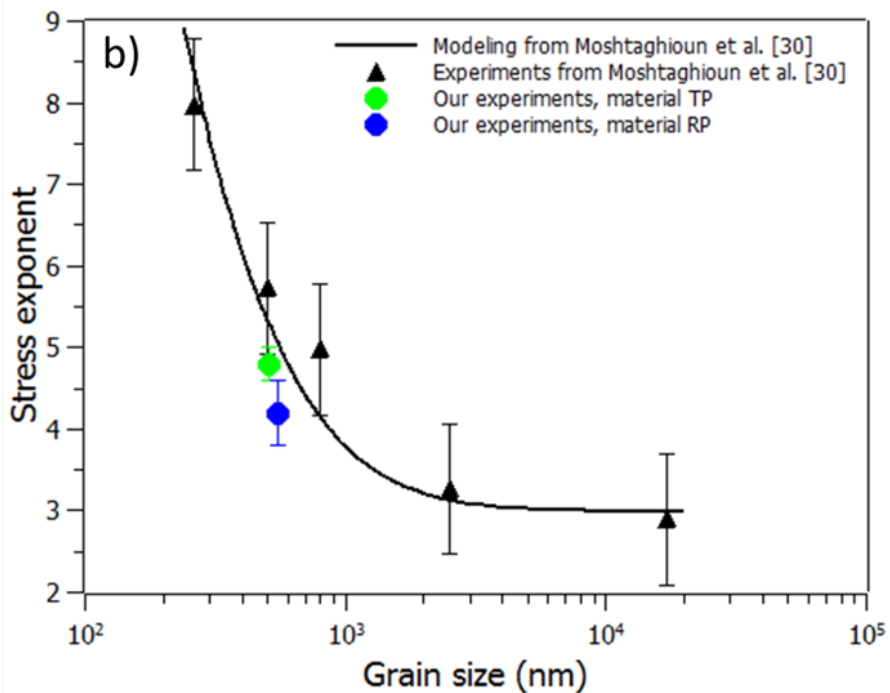 b)
Modeling from Moshtaghioun et al. [30]
Experiments from Moshtaghioun et al. [30]
Our experiments, material TP
Our experiments, material RP
Stress exponent
9
8
7
6
5
4
3
2
10²
10³
10⁴
10⁵
Grain size (nm)